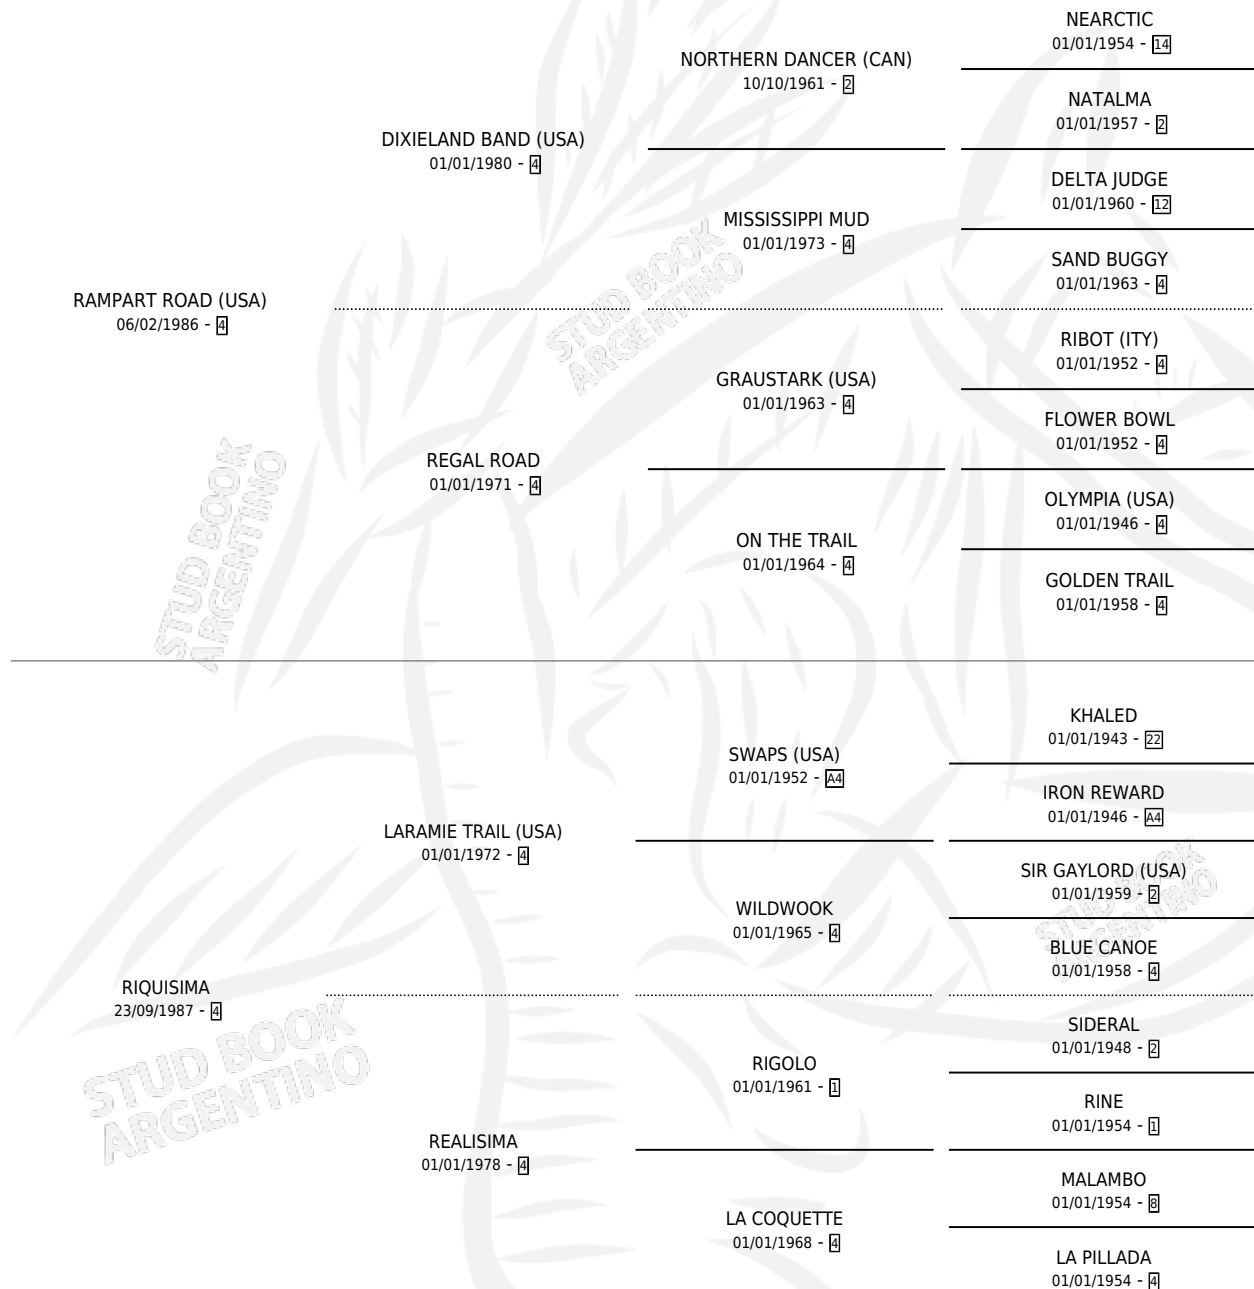 NEARCTIC
01/01/1954 - 14
NORTHERN DANCER (CAN)
10/10/1961 - 2
NATALMA
01/01/1957 - 2
DIXIELAND BAND (USA)
01/01/1980 - 4
DELTA JUDGE
01/01/1960 - 12
MISSISSIPPI MUD
01/01/1973 - 4
SAND BUGGY
01/01/1963 - 4
STUD BOOK
ARGENTINO
RAMPART ROAD (USA)
06/02/1986 - 4
RIBOT (ITY)
01/01/1952 - 4
GRAUSTARK (USA)
01/01/1963 - 4
FLOWER BOWL
01/01/1952 - 4
REGAL ROAD
01/01/1971 - 4
OLYMPIA (USA)
01/01/1946 - 4
ON THE TRAIL
01/01/1964 - 4
GOLDEN TRAIL
01/01/1958 - 4
STUD BOOK
ARGENTINO
KHALED
01/01/1943 - 22
SWAPS (USA)
01/01/1952 - A4
IRON REWARD
01/01/1946 - A4
LARAMIE TRAIL (USA)
01/01/1972 - 4
SIR GAYLORD (USA)
01/01/1959 - 2
WILDWOOK
01/01/1965 - 4
BLUE CANOE
01/01/1958 - 4
STUD BOOK
ARGENTINO
RIQUISIMA
23/09/1987 - 4
SIDERAL
01/01/1948 - 2
RIGOLO
01/01/1961 - 1
RINE
01/01/1954 - 1
REALISIMA
01/01/1978 - 4
MALAMBO
01/01/1954 - 8
LA COQUETTE
01/01/1968 - 4
LA PILLADA
01/01/1954 - 4
STUD BOOK
ARGENTINO